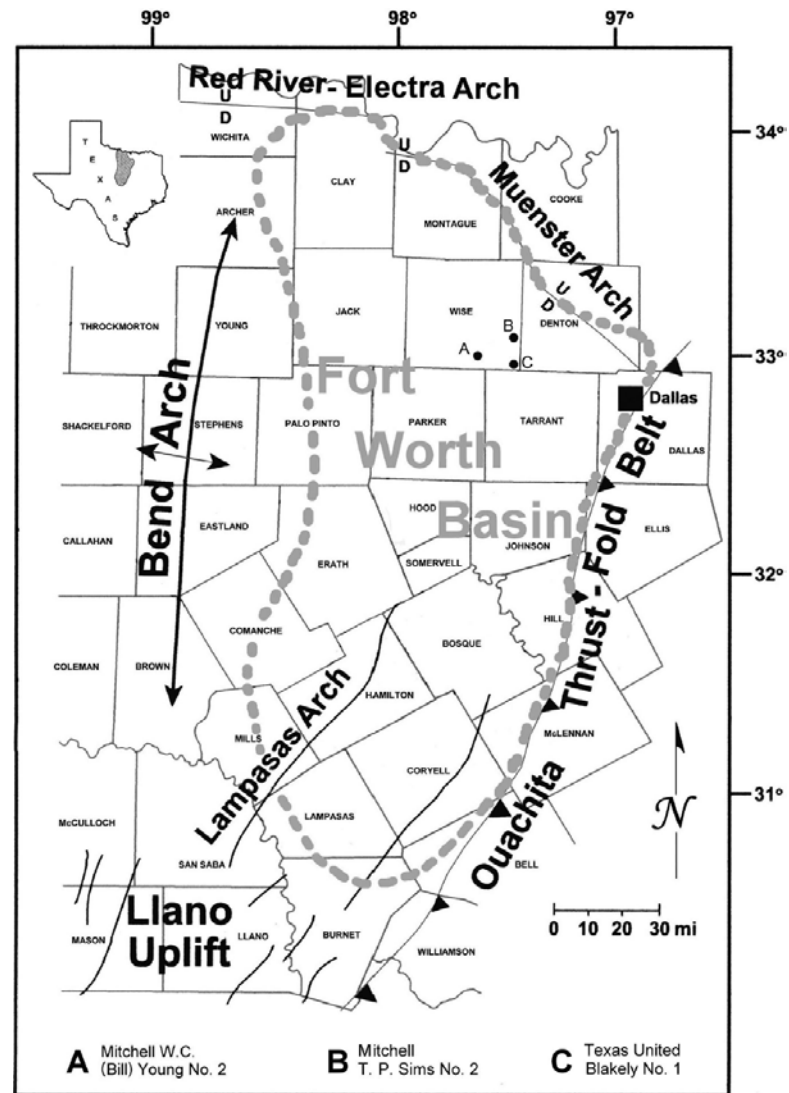 99°
98°
97°
Red River- Electra Arch
U
D
WICHITA
34°
T
E
X
A
S
CLAY
U
D
Muenster Arch
COOKE
ARCHER
MONTAGUE
THROCKMORTON
YOUNG
JACK
WISE
U
D
DENTON
B
A
C
33°
Bend Arch
Fort
Worth
Basin
Dallas
SHACKELFORD
STEPHENS
PALO PINTO
PARKER
TARRANT
DALLAS
CALLAHAN
EASTLAND
HOOD
JOHNSON
ELLIS
ERATH
SOMERVELL
32°
Ouachita Thrust - Fold Belt
COMANCHE
HILL
COLEMAN
BROWN
BOSQUE
HAMILTON
Lampasas Arch
MILLS
McLENNAN
CORYELL
31°
LAMPASAS
N
McCULLOCH
SAN SABA
BELL
Llano
Uplift
MASON
LLANO
BURNET
WILLIAMSON
0 10 20 30 mi
A Mitchell W.C.
(Bill) Young No. 2
B Mitchell
T. P. Sims No. 2
C Texas United
Blakely No. 1